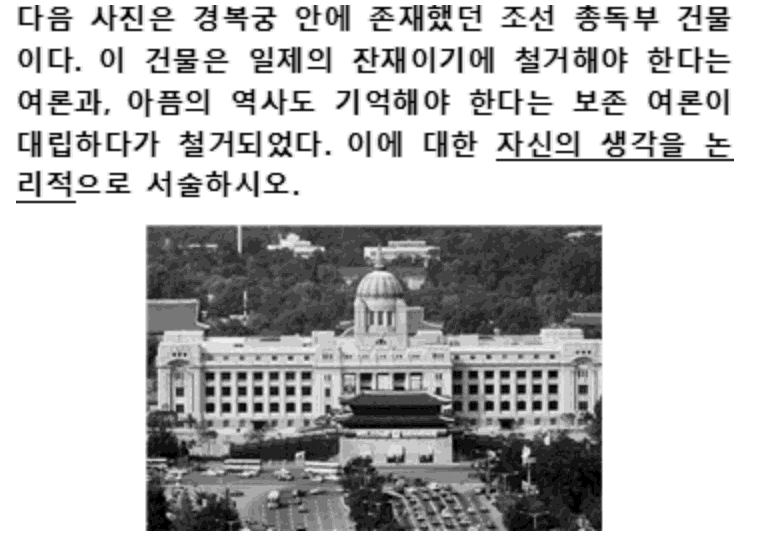 다음 사진은 경복궁 안에 존재했던 조선 총독부 건물
이다. 이 건물은 일제의 잔재이기에 철거해야 한다는
여론과, 아픔의 역사도 기억해야 한다는 보존 여론이
대립하다가 철거되었다. 이에 대한 자신의 생각을 논
리적으로 서술하시오.